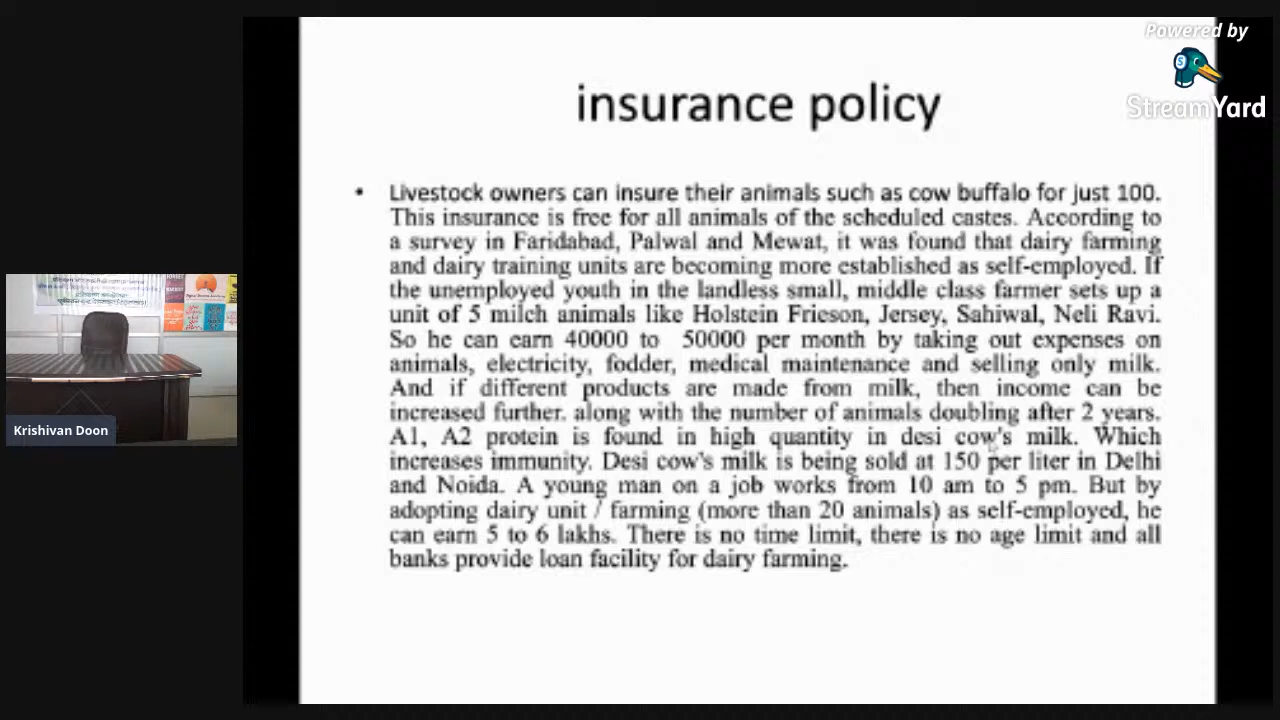 Powered by
StreamYard
insurance policy
• Livestock owners can insure their animals such as cow buffalo for just 100.
This insurance is free for all animals of the scheduled castes. According to
a survey in Faridabad, Palwal and Mewat, it was found that dairy farming
and dairy training units are becoming more established as self-employed. If
the unemployed youth in the landless small, middle class farmer sets up a
unit of 5 milch animals like Holstein Frieson, Jersey, Sahiwal, Neli Ravi.
So he can earn 40000 to 50000 per month by taking out expenses on
animals, electricity, fodder, medical maintenance and selling only milk.
And if different products are made from milk, then income can be
increased further. along with the number of animals doubling after 2 years.
A1, A2 protein is found in high quantity in desi cow's milk. Which
increases immunity. Desi cow's milk is being sold at 150 per liter in Delhi
and Noida. A young man on a job works from 10 am to 5 pm. But by
adopting dairy unit / farming (more than 20 animals) as self-employed, he
can earn 5 to 6 lakhs. There is no time limit, there is no age limit and all
banks provide loan facility for dairy farming.
Krishivan Doon